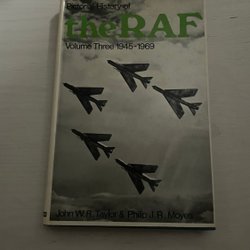 Pictorial History of
the RAF
Volume Three 1945-1969
John W.R. Taylor & Philip J.R. Moyes